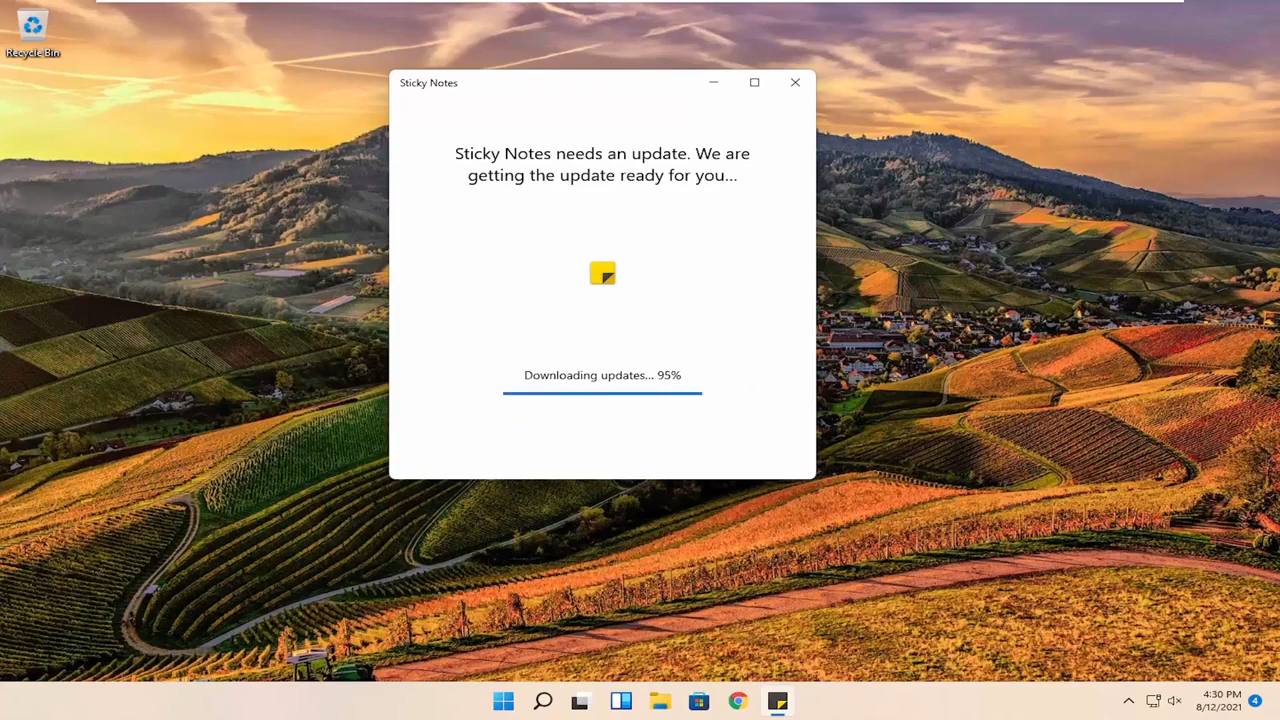 Recycle Bin
Sticky Notes
Sticky Notes needs an update. We are
getting the update ready for you...
Downloading updates... 95%
4:30 PM
8/12/2021
4